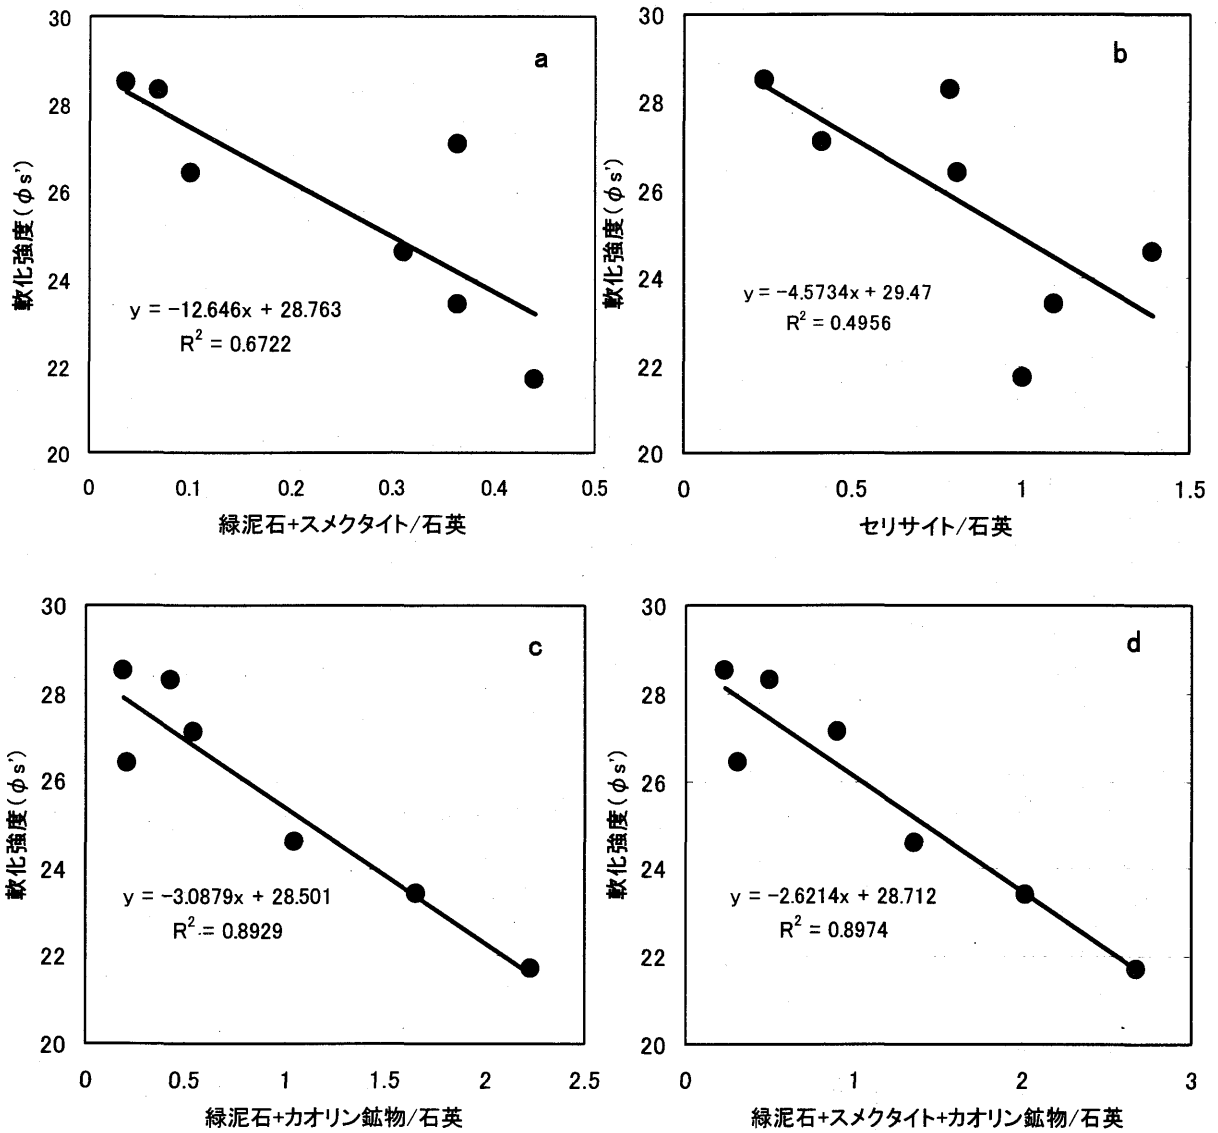 30
28
26
24
22
20
軟化強度(φs')
a
y = −12.646x + 28.763
R² = 0.6722
0 0.1 0.2 0.3 0.4 0.5
緑泥石+スメクタイト/石英
30
28
26
24
22
20
軟化強度(φs')
b
y = −4.5734x + 29.47
R² = 0.4956
0 0.5 1 1.5
セリサイト/石英
30
28
26
24
22
20
軟化強度(φs')
c
y = −3.0879x + 28.501
R² = 0.8929
0 0.5 1 1.5 2 2.5
緑泥石+カオリン鉱物/石英
30
28
26
24
22
20
軟化強度(φs')
d
y = −2.6214x + 28.712
R² = 0.8974
0 1 2 3
緑泥石+スメクタイト+カオリン鉱物/石英